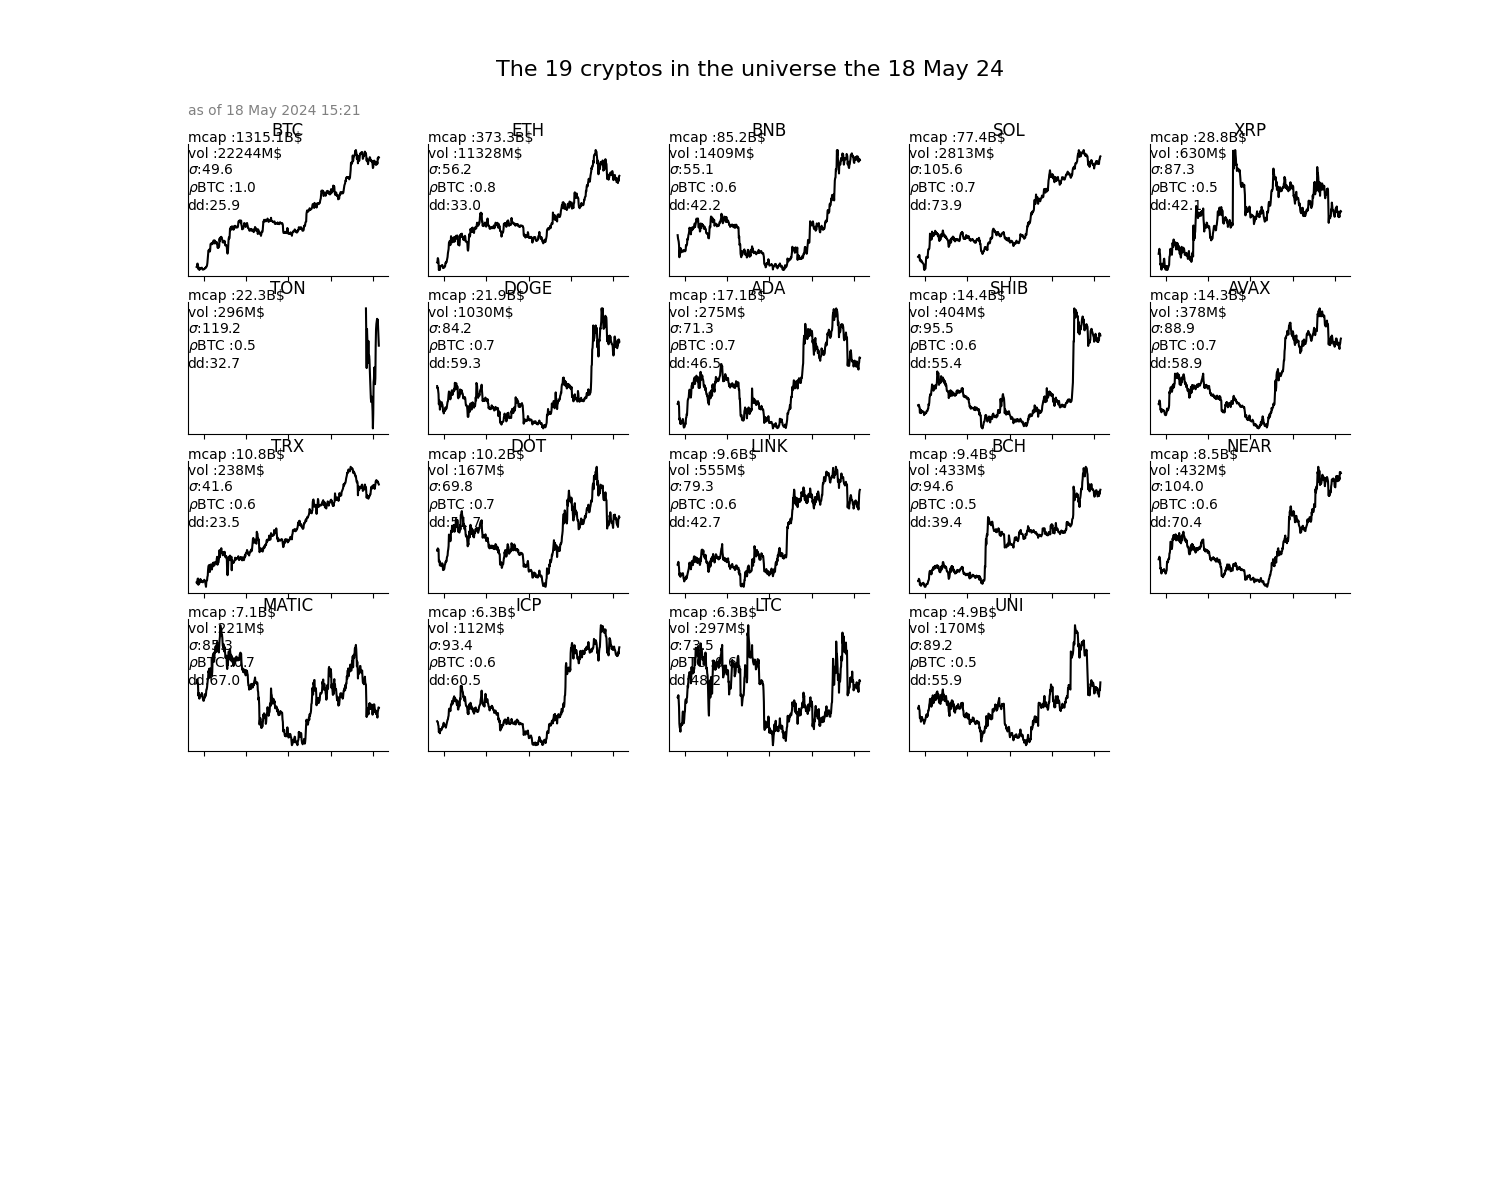 The 19 cryptos in the universe the 18 May 24
as of 18 May 2024 15:21
BTC
mcap :1315.1B$
vol :22244M$
σ:49.6
ρBTC :1.0
dd:25.9
ETH
mcap :373.3B$
vol :11328M$
σ:56.2
ρBTC :0.8
dd:33.0
BNB
mcap :85.2B$
vol :1409M$
σ:55.1
ρBTC :0.6
dd:42.2
SOL
mcap :77.4B$
vol :2813M$
σ:105.6
ρBTC :0.7
dd:73.9
XRP
mcap :28.8B$
vol :630M$
σ:87.3
ρBTC :0.5
dd:42.1
TON
mcap :22.3B$
vol :296M$
σ:119.2
ρBTC :0.5
dd:32.7
DOGE
mcap :21.9B$
vol :1030M$
σ:84.2
ρBTC :0.7
dd:59.3
ADA
mcap :17.1B$
vol :275M$
σ:71.3
ρBTC :0.7
dd:46.5
SHIB
mcap :14.4B$
vol :404M$
σ:95.5
ρBTC :0.6
dd:55.4
AVAX
mcap :14.3B$
vol :378M$
σ:88.9
ρBTC :0.7
dd:58.9
TRX
mcap :10.8B$
vol :238M$
σ:41.6
ρBTC :0.6
dd:23.5
DOT
mcap :10.2B$
vol :167M$
σ:69.8
ρBTC :0.7
LINK
mcap :9.6B$
vol :555M$
σ:79.3
ρBTC :0.6
dd:42.7
BCH
mcap :9.4B$
vol :433M$
σ:94.6
ρBTC :0.5
dd:39.4
NEAR
mcap :8.5B$
vol :432M$
σ:104.0
ρBTC :0.6
dd:70.4
MATIC
mcap :7.1B$
vol :221M$
σ:85.3
ρBTC :0.7
dd:67.0
ICP
mcap :6.3B$
vol :112M$
σ:93.4
ρBTC :0.6
dd:60.5
LTC
mcap :6.3B$
vol :297M$
σ:73.5
ρBTC :0.6
dd:48.2
UNI
mcap :4.9B$
vol :170M$
σ:89.2
ρBTC :0.5
dd:55.9